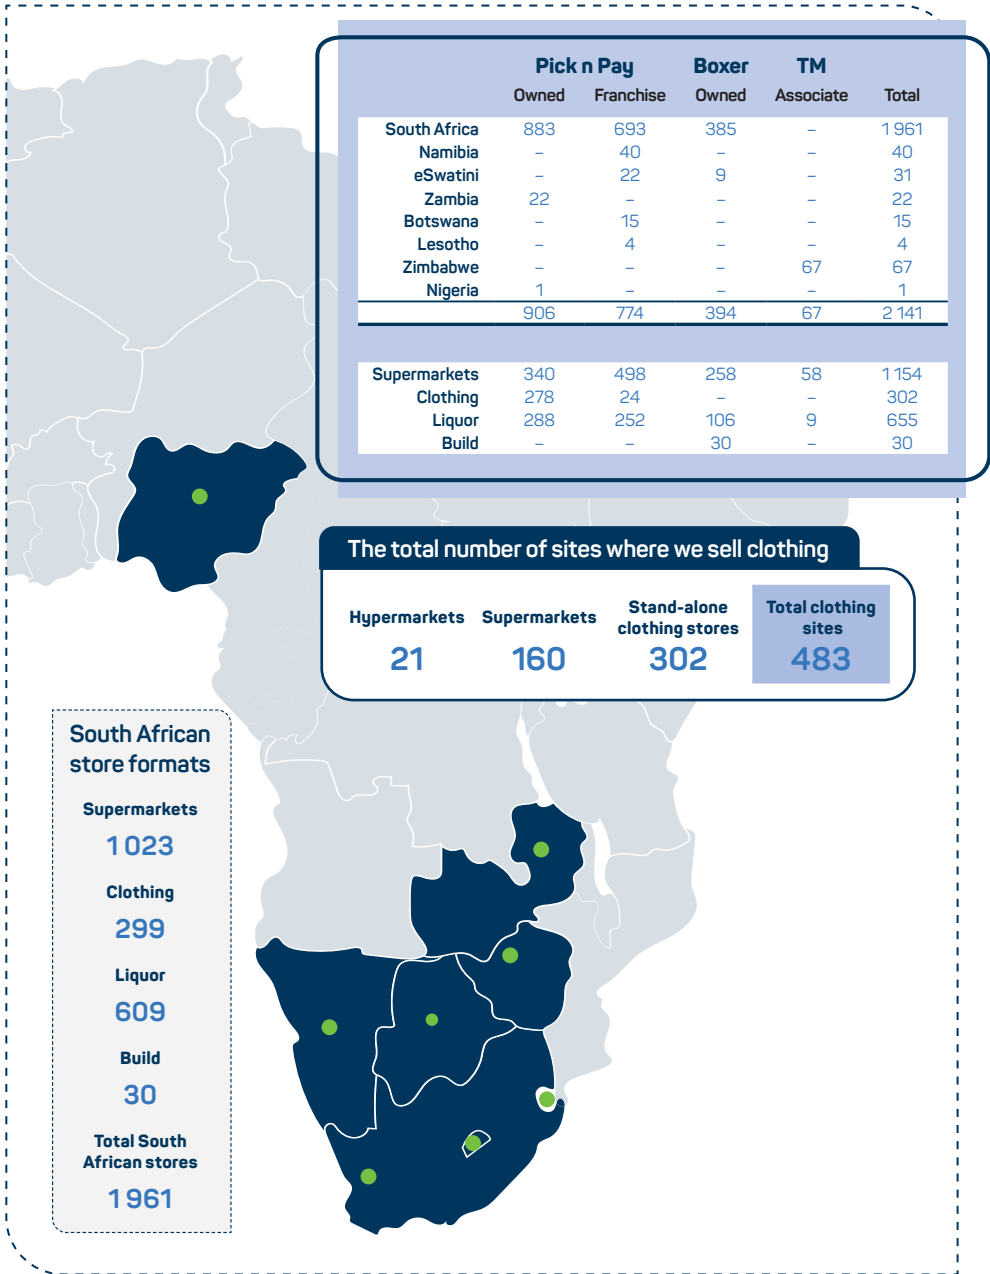 Pick n Pay Boxer TM
Owned Franchise Owned Associate Total
South Africa 883 693 385 – 1 961
Namibia – 40 – – 40
eSwatini – 22 9 – 31
Zambia 22 – – – 22
Botswana – 15 – – 15
Lesotho – 4 – – 4
Zimbabwe – – – 67 67
Nigeria 1 – – – 1
906 774 394 67 2 141
Supermarkets 340 498 258 58 1 154
Clothing 278 24 – – 302
Liquor 288 252 106 9 655
Build – – 30 – 30
The total number of sites where we sell clothing
Hypermarkets
21
Supermarkets
160
Stand-alone
clothing stores
302
Total clothing
sites
483
South African
store formats
Supermarkets
1 023
Clothing
299
Liquor
609
Build
30
Total South
African stores
1 961